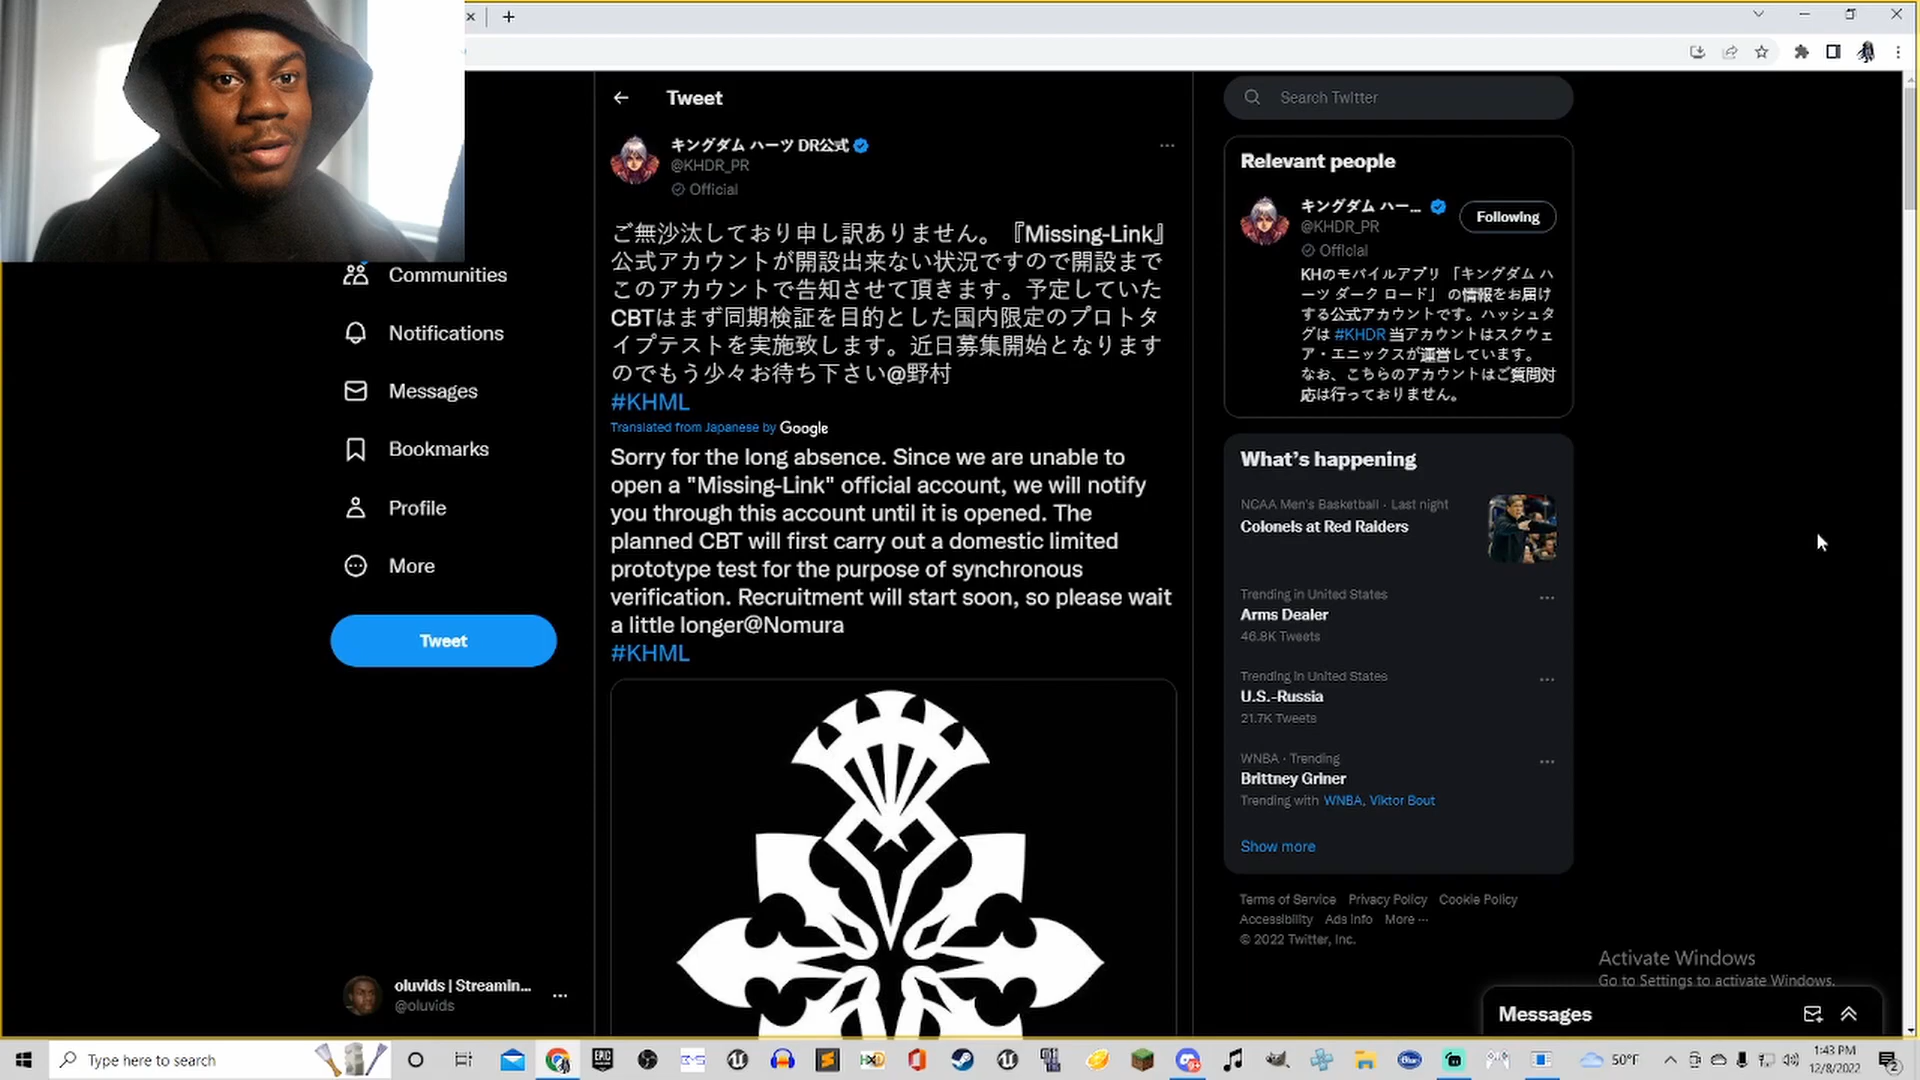 Tweet
キングダム ハーツ DR公式
@KHDR_PR
Official
ご無沙汰しており申し訳ありません。『Missing-Link』
公式アカウントが開設出来ない状況ですので開設まで
このアカウントで告知させて頂きます。予定していた
CBTはまず同期検証を目的とした国内限定のプロトタ
イプテストを実施致します。近日募集開始となります
のでもう少々お待ち下さい@野村
#KHML
Translated from Japanese by Google
Sorry for the long absence. Since we are unable to
open a "Missing-Link" official account, we will notify
you through this account until it is opened. The
planned CBT will first carry out a domestic limited
prototype test for the purpose of synchronous
verification. Recruitment will start soon, so please wait
a little longer@Nomura
#KHML
Communities
Notifications
Messages
Bookmarks
Profile
More
Tweet
oluvids | Streamin...
@oluvids
Search Twitter
Relevant people
キングダム ハー...
@KHDR_PR
Following
Official
KHのモバイルアプリ「キングダム ハ
ーツ ダーク ロード」 の情報をお届け
する公式アカウントです。ハッシュタ
グは #KHDR 当アカウントはスクウェ
ア・エニックスが運営しています。
なお、こちらのアカウントはご質問対
応は行っておりません。
What's happening
NCAA Men's Basketball · Last night
Colonels at Red Raiders
Trending in United States
Arms Dealer
46.8K Tweets
Trending in United States
U.S.-Russia
21.7K Tweets
WNBA · Trending
Brittney Griner
Trending with WNBA, Viktor Bout
Show more
Terms of Service Privacy Policy Cookie Policy
Accessibility Ads info More ···
© 2022 Twitter, Inc.
Activate Windows
Go to Settings to activate Windows.
Messages
Type here to search
EPIC
50°F
1:43 PM
12/8/2022
2